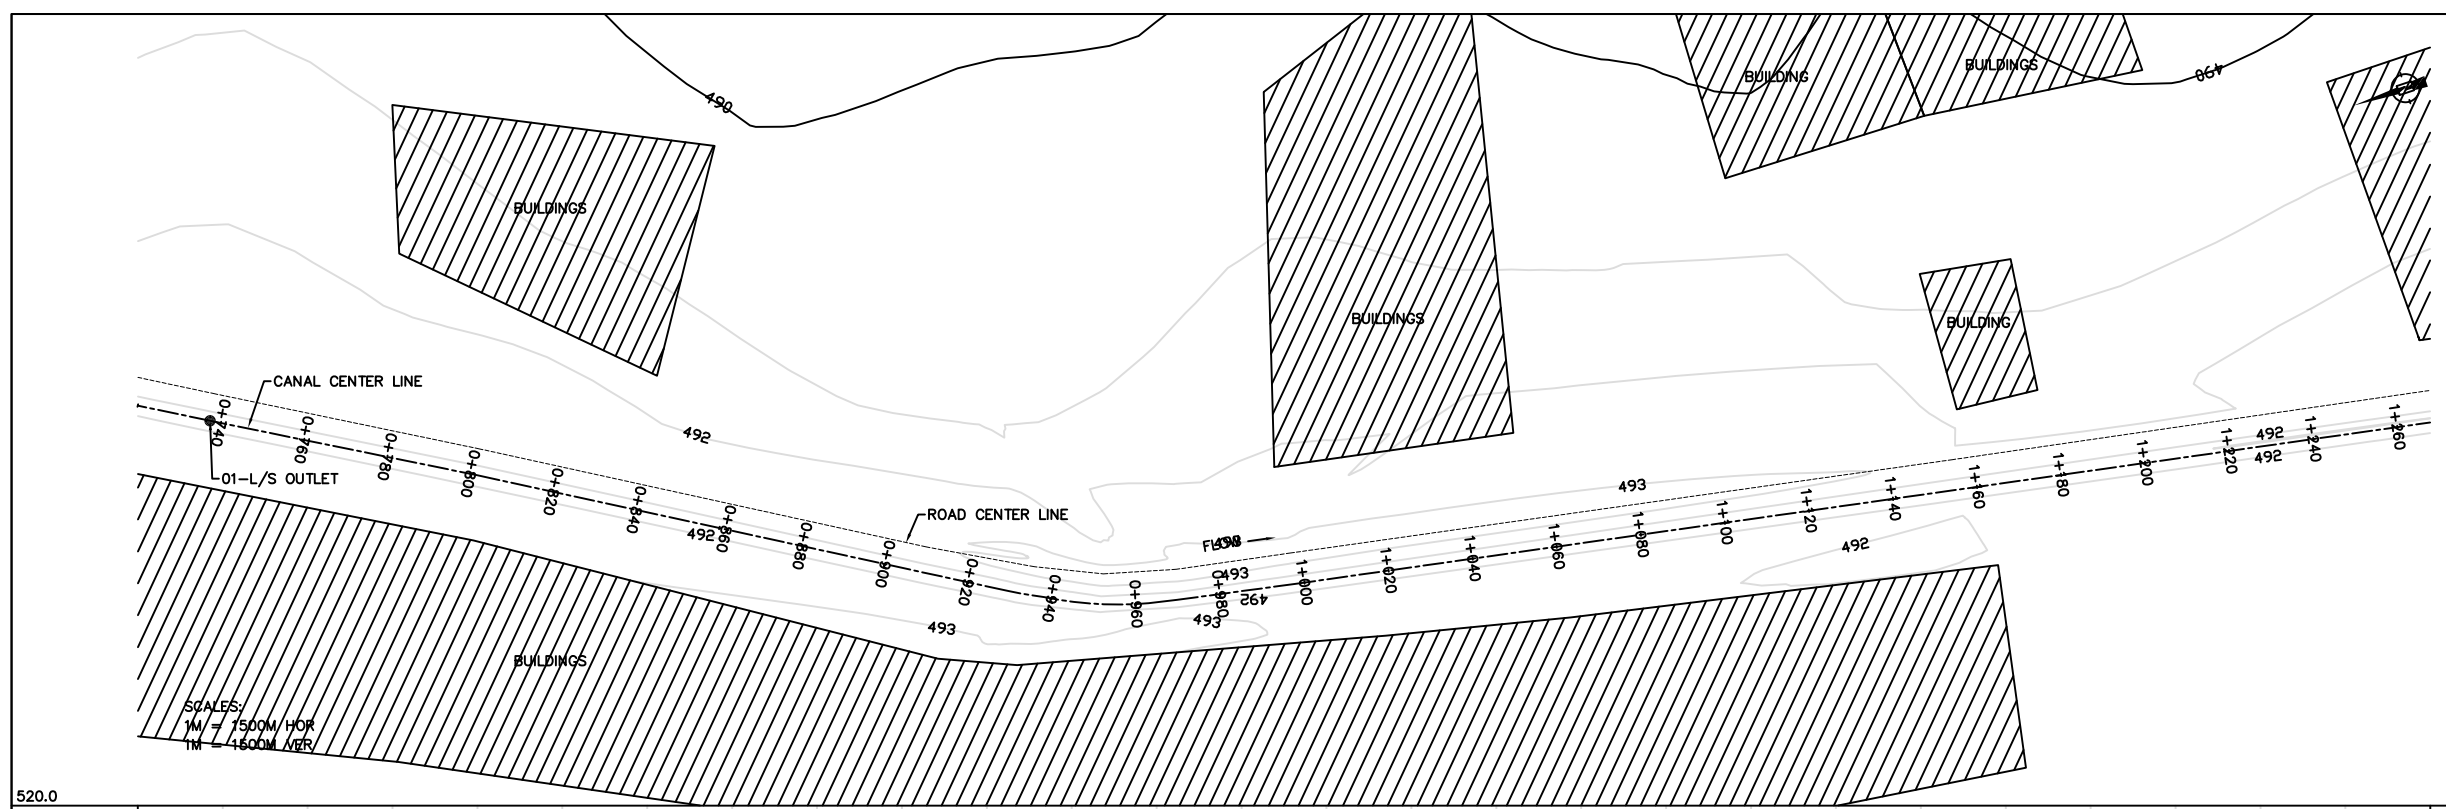 490
BUILDINGS
BUILDING
BUILDINGS
490
BUILDINGS
BUILDINGS
BUILDING
CANAL CENTER LINE
01-L/S OUTLET
ROAD CENTER LINE
492
492
493
FLOW
493
492
493
493
492
492
492
0+740
0+760
0+780
0+800
0+820
0+840
0+860
0+880
0+900
0+920
0+940
0+960
0+980
1+000
1+020
1+040
1+060
1+080
1+100
1+120
1+140
1+160
1+180
1+200
1+220
1+240
1+260
BUILDINGS
SCALES:
1M = 1500M HOR
1M = 1500M VER
520.0